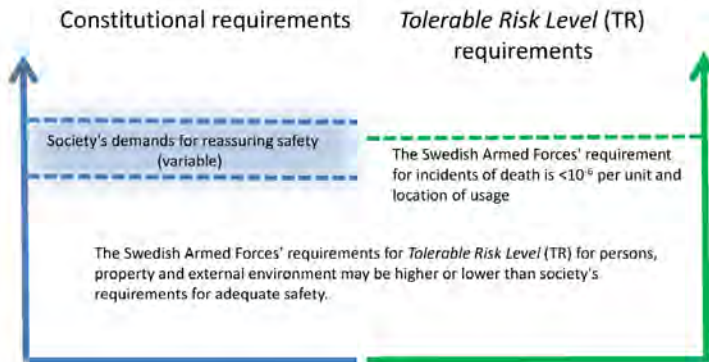 Constitutional requirements
Tolerable Risk Level (TR)
requirements
Society's demands for reassuring safety
(variable)
The Swedish Armed Forces' requirement
for incidents of death is <10⁻⁶ per unit and
location of usage
The Swedish Armed Forces' requirements for Tolerable Risk Level (TR) for persons,
property and external environment may be higher or lower than society's
requirements for adequate safety.